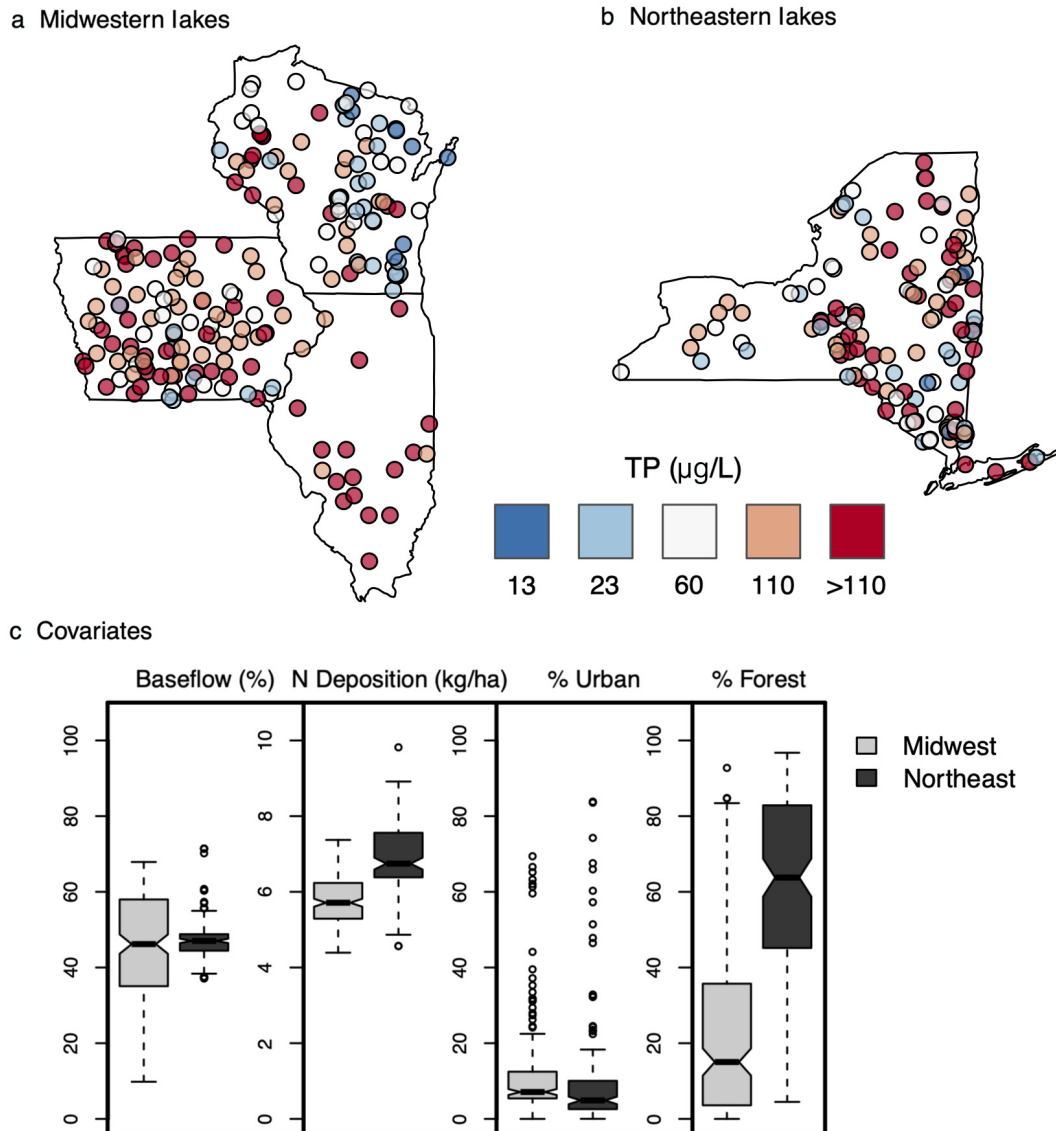 a Midwestern lakes
b Northeastern lakes
TP (µg/L)
13 23 60 110 >110
c Covariates
Baseflow (%) N Deposition (kg/ha) % Urban % Forest
100 10 100 100
80 8 80 80
60 6 60 60
40 4 40 40
20 2 20 20
0 0 0 0
Midwest
Northeast